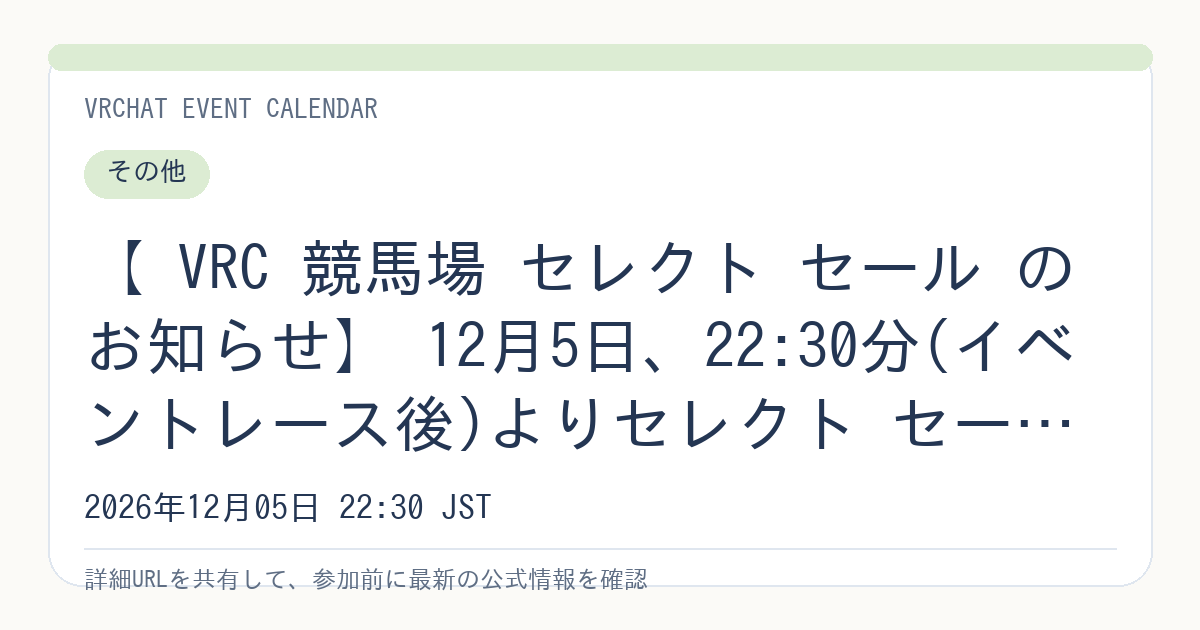 VRCHAT EVENT CALENDAR
その他
【 VRC 競馬場 セレクト セール の
お知らせ】 12月5日、22:30分(イベ
ントレース後)よりセレクト セー…
2026年12月05日 22:30 JST
詳細URLを共有して、参加前に最新の公式情報を確認